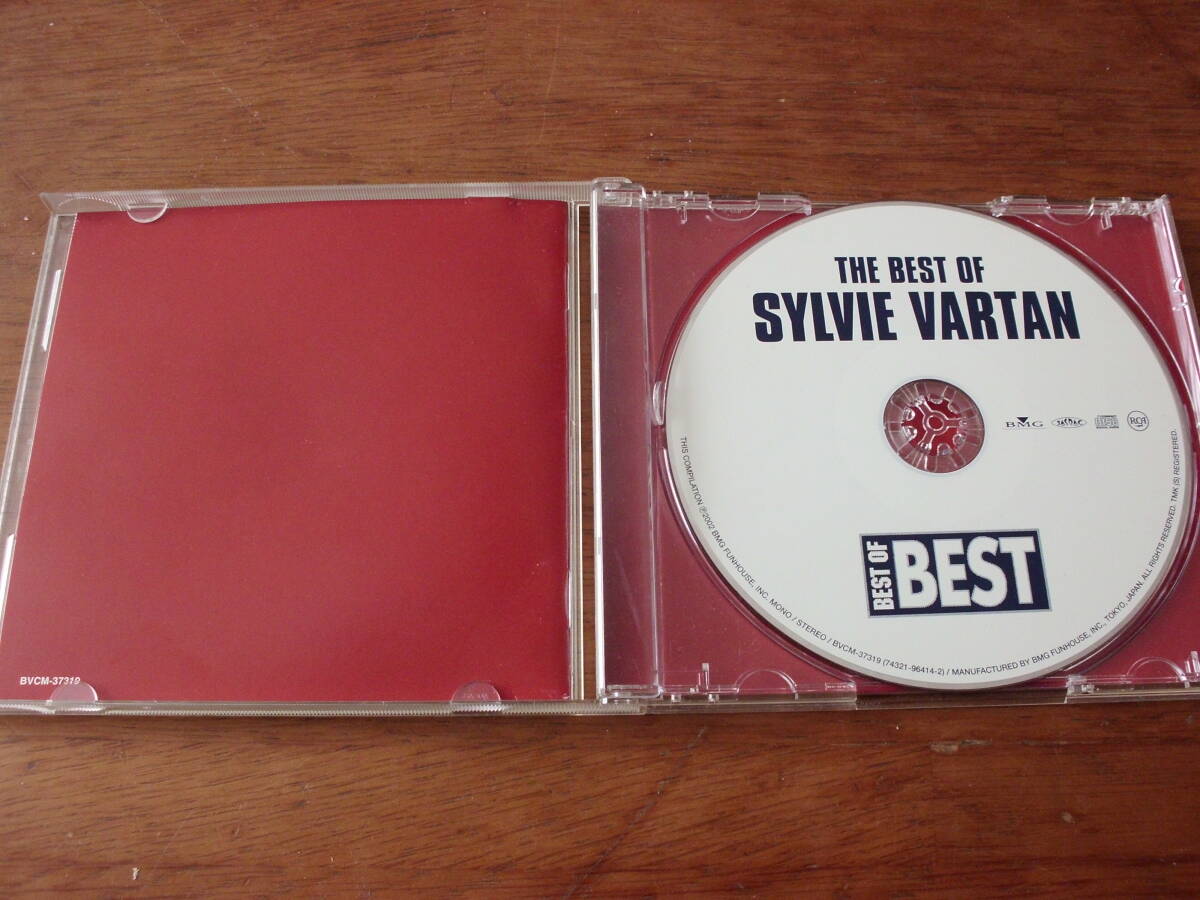 BVCM-37319
THE BEST OF
SYLVIE VARTAN
BMG
JASRAC
RCA
BEST OF
BEST
THIS COMPILATION ℗2002 BMG FUNHOUSE, INC. MONO / STEREO / BVCM-37319 (74321-96414-2) / MANUFACTURED BY BMG FUNHOUSE, INC., TOKYO, JAPAN. ALL RIGHTS RESERVED. TMK (S) REGISTERED.